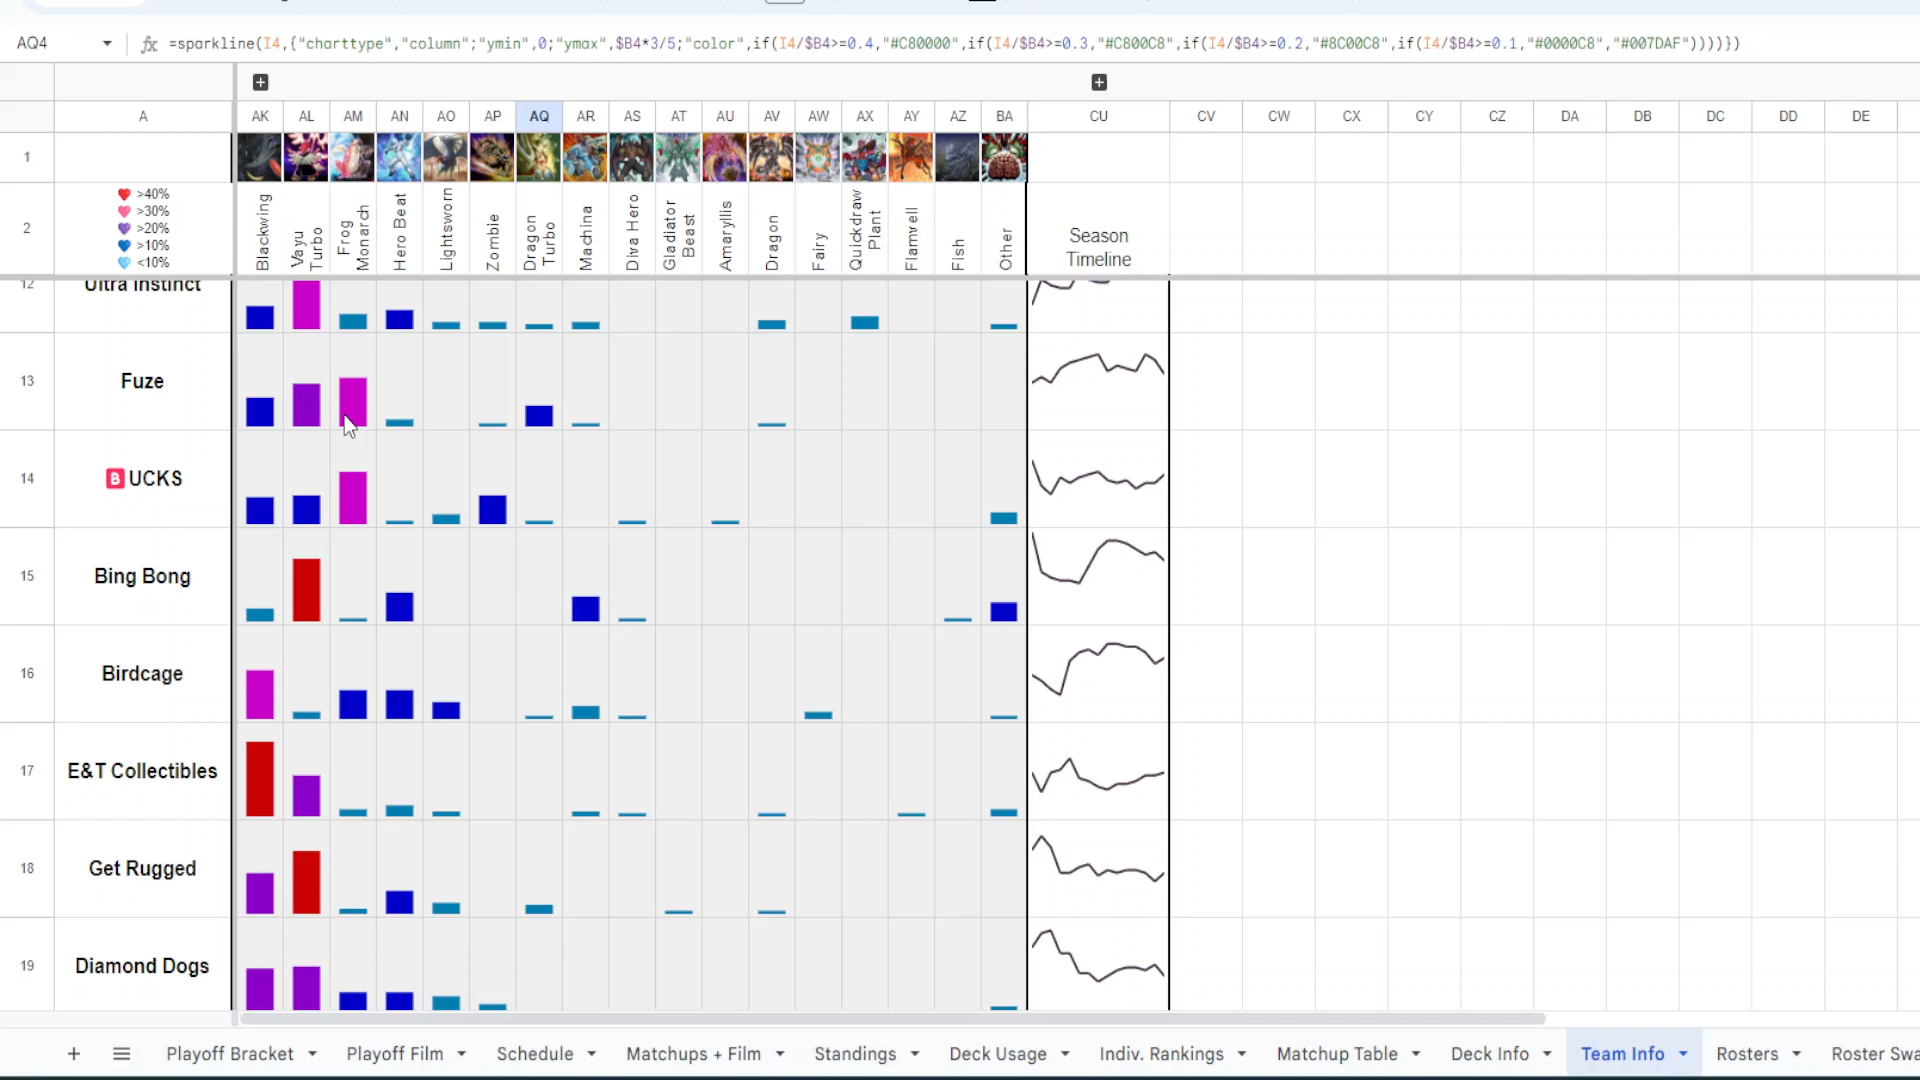 AQ4
fx =sparkline(I4,{"charttype","column";"ymin",0;"ymax",$B4*3/5;"color",if(I4/$B4>=0.4,"#C80000",if(I4/$B4>=0.3,"#C800C8",if(I4/$B4>=0.2,"#8C00C8",if(I4/$B4>=0.1,"#0000C8","#007DAF"))))})
A AK AL AM AN AO AP AQ AR AS AT AU AV AW AX AY AZ BA CU CV CW CX CY CZ DA DB DC DD DE
1
2
>40%
>30%
>20%
>10%
<10%
Blackwing
Vayu
Turbo
Frog
Monarch
Hero Beat
Lightsworn
Zombie
Dragon
Turbo
Machina
Diva Hero
Gladiator
Beast
Amaryllis
Dragon
Fairy
Quickdraw
Plant
Flamvell
Fish
Other
Season
Timeline
12 Ultra Instinct
13 Fuze
14 B UCKS
15 Bing Bong
16 Birdcage
17 E&T Collectibles
18 Get Rugged
19 Diamond Dogs
+ Playoff Bracket Playoff Film Schedule Matchups + Film Standings Deck Usage Indiv. Rankings Matchup Table Deck Info Team Info Rosters Roster Swa